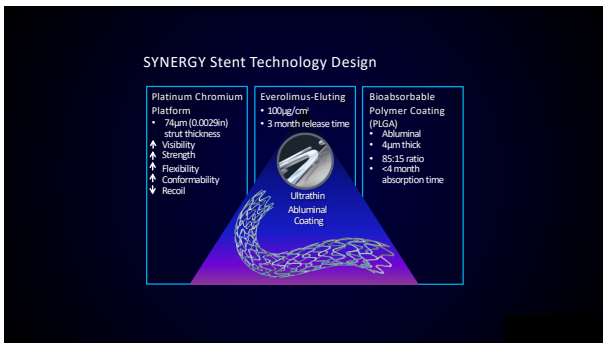 SYNERGY Stent Technology Design
Platinum Chromium
Platform
• 74µm (0.0029in)
strut thickness
↑ Visibility
↑ Strength
↑ Flexibility
↑ Conformability
↓ Recoil
Everolimus-Eluting
• 100µg/cm²
• 3 month release time
Ultrathin
Abluminal
Coating
Bioabsorbable
Polymer Coating
(PLGA)
• Abluminal
• 4µm thick
• 85:15 ratio
• <4 month
absorption time